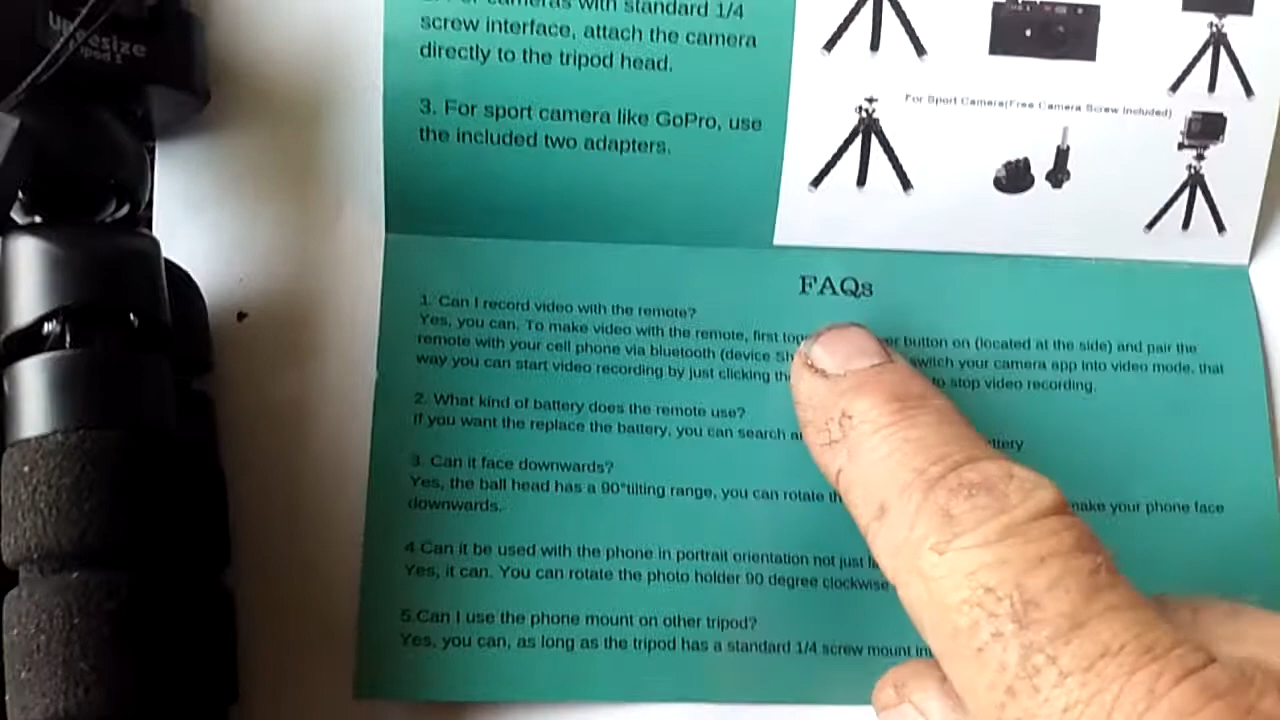 UBeesize
Tripod S
cameras with standard 1/4
screw interface, attach the camera
directly to the tripod head.
3. For sport camera like GoPro, use
the included two adapters.
For Sport Camera(Free Camera Screw Included)
FAQs
1. Can I record video with the remote?
Yes, you can. To make video with the remote, first button on (located at the side) and pair the
remote with your cell phone via bluetooth (device switch your camera app into video mode, that
way you can start video recording by just clicking to stop video recording.
2. What kind of battery does the remote use?
If you want the replace the battery, you can search
3. Can it face downwards?
Yes, the ball head has a 90°tilting range, you can rotate make your phone face
downwards.
4 Can it be used with the phone in portrait orientation not just
Yes, it can. You can rotate the photo holder 90 degree clockwise
5.Can I use the phone mount on other tripod?
Yes, you can, as long as the tripod has a standard 1/4 screw mount